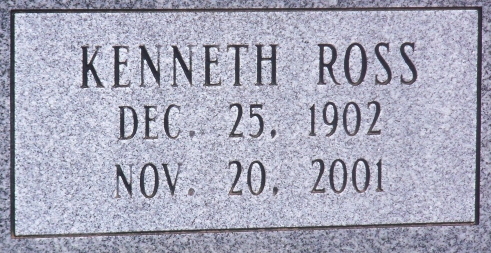 KENNETH ROSS
DEC. 25, 1902
NOV. 20, 2001